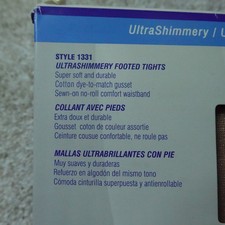 UltraShimmery /
STYLE 1331
ULTRASHIMMERY FOOTED TIGHTS
Super soft and durable
Cotton dye-to-match gusset
Sewn-on no-roll comfort waistband
COLLANT AVEC PIEDS
Extra doux et durable
Gousset coton de couleur assortie
Ceinture cousue confortable, ne roule pas
MALLAS ULTRABRILLANTES CON PIE
Muy suaves y duraderas
Refuerzo en algodón del mismo tono
Cómoda cinturilla superpuesta y antienrollable